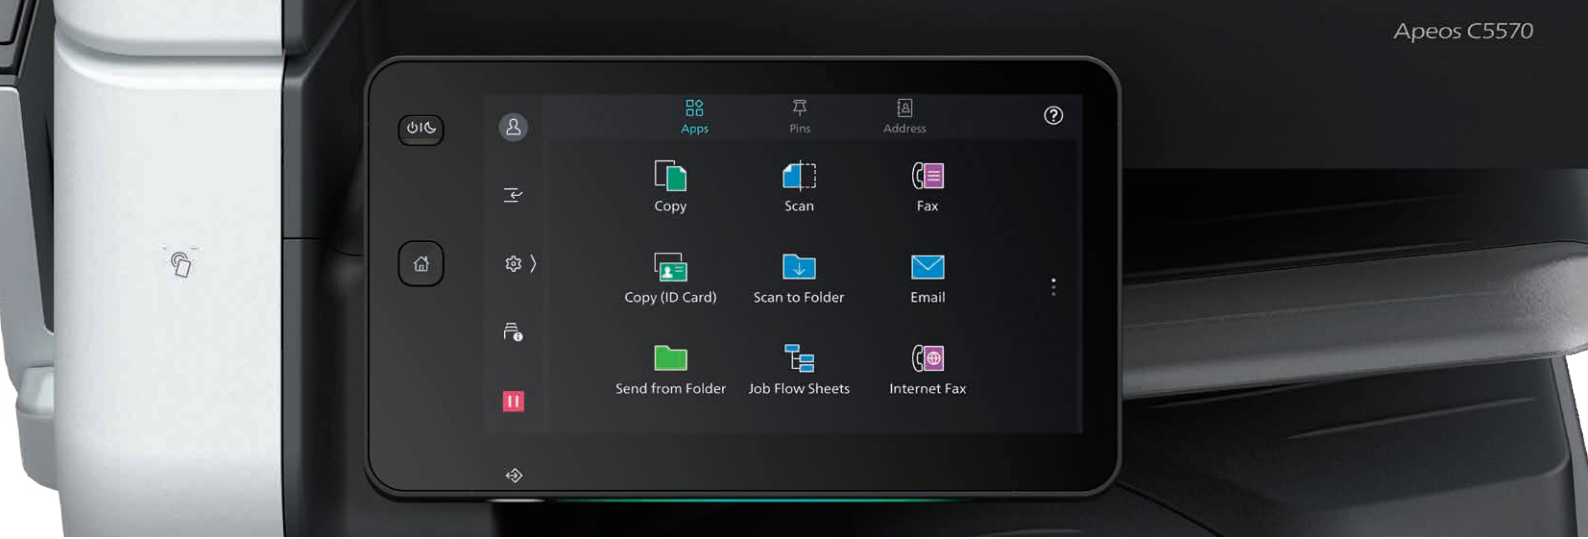 Apeos C5570
Apps
Pins
Address
Copy
Scan
Fax
Copy (ID Card)
Scan to Folder
Email
Send from Folder
Job Flow Sheets
Internet Fax